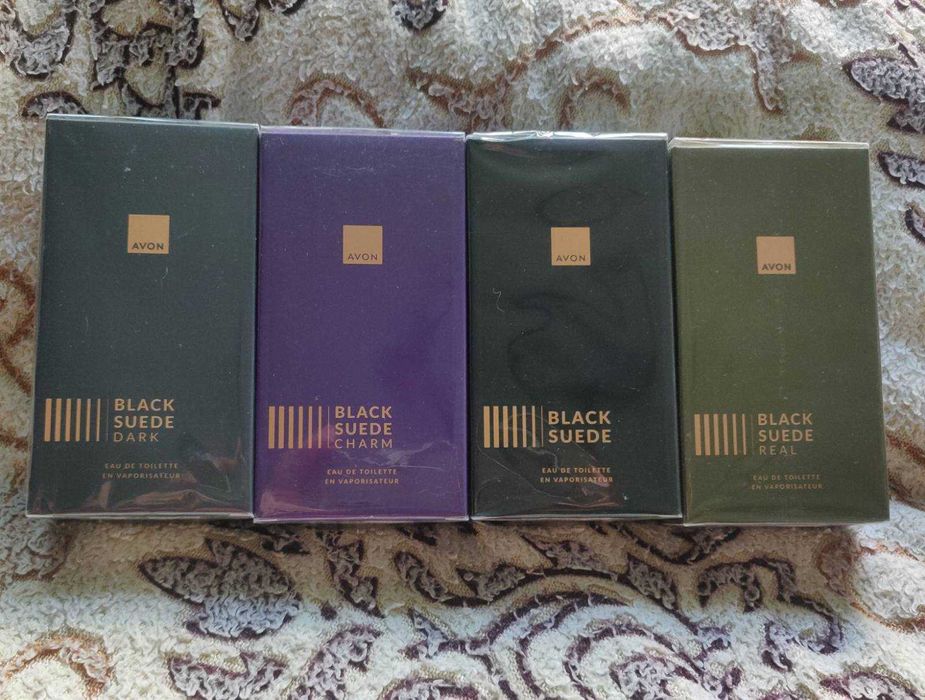 AVON
BLACK
SUEDE
DARK
EAU DE TOILETTE
EN VAPORISATEUR
AVON
BLACK
SUEDE
CHARM
EAU DE TOILETTE
EN VAPORISATEUR
AVON
BLACK
SUEDE
EAU DE TOILETTE
EN VAPORISATEUR
AVON
BLACK
SUEDE
REAL
EAU DE TOILETTE
EN VAPORISATEUR